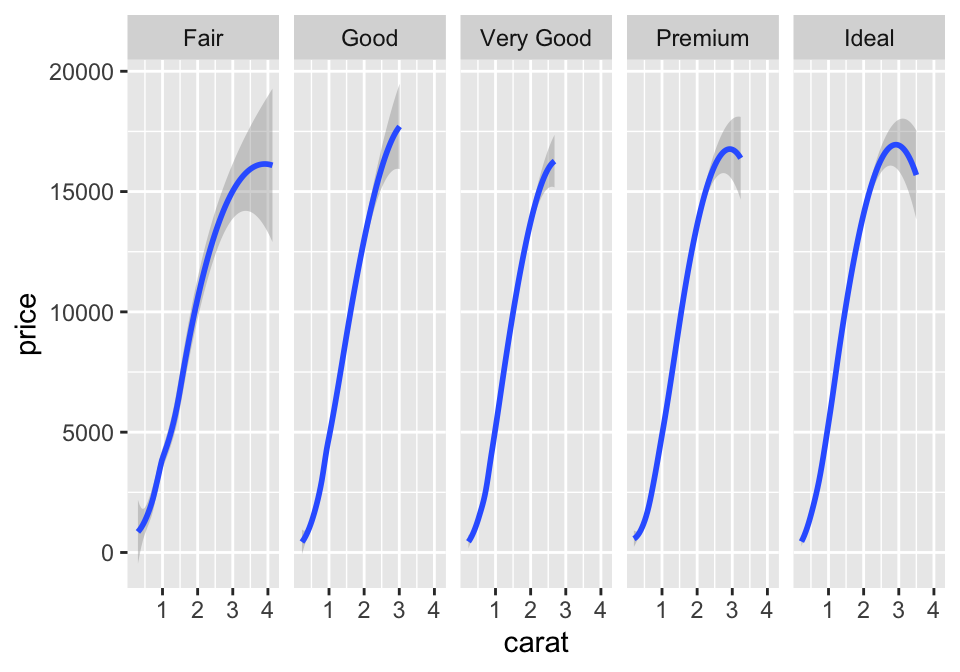 Fair Good Very Good Premium Ideal
20000
15000
10000
5000
0
price
1 2 3 4 1 2 3 4 1 2 3 4 1 2 3 4 1 2 3 4
carat